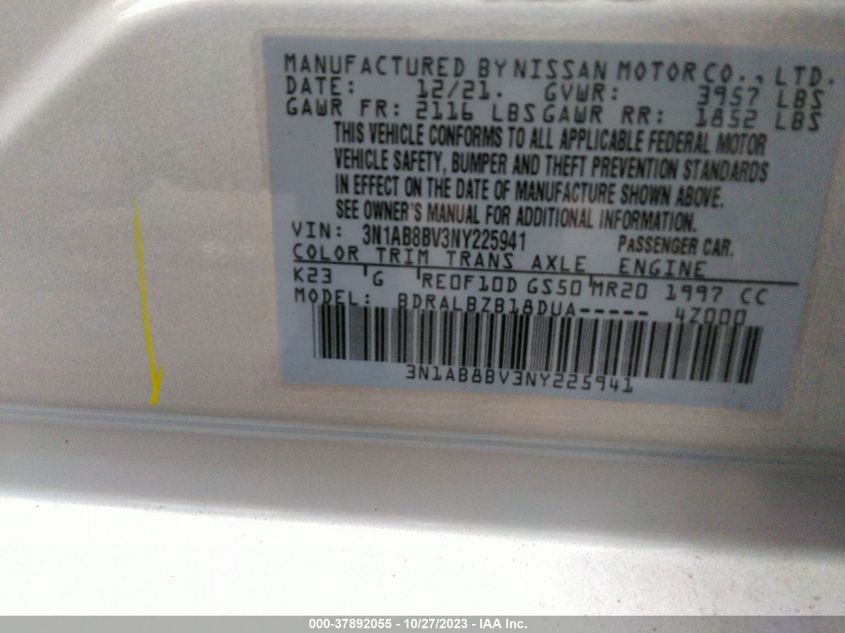 MANUFACTURED BY NISSAN MOTOR CO., LTD.
DATE: 12/21. GVWR: 3957 LBS
GAWR FR: 2116 LBS GAWR RR: 1852 LBS
THIS VEHICLE CONFORMS TO ALL APPLICABLE FEDERAL MOTOR
VEHICLE SAFETY, BUMPER AND THEFT PREVENTION STANDARDS
IN EFFECT ON THE DATE OF MANUFACTURE SHOWN ABOVE.
SEE OWNER'S MANUAL FOR ADDITIONAL INFORMATION.
VIN: 3N1AB8BV3NY225941 PASSENGER CAR.
COLOR TRIM TRANS AXLE ENGINE
K23 G RE0F10D GS50 MR20 1997 CC
MODEL: BDRALBZB18DUA----- 4Z000
3N1AB8BV3NY225941
000-37892055 - 10/27/2023 - IAA Inc.